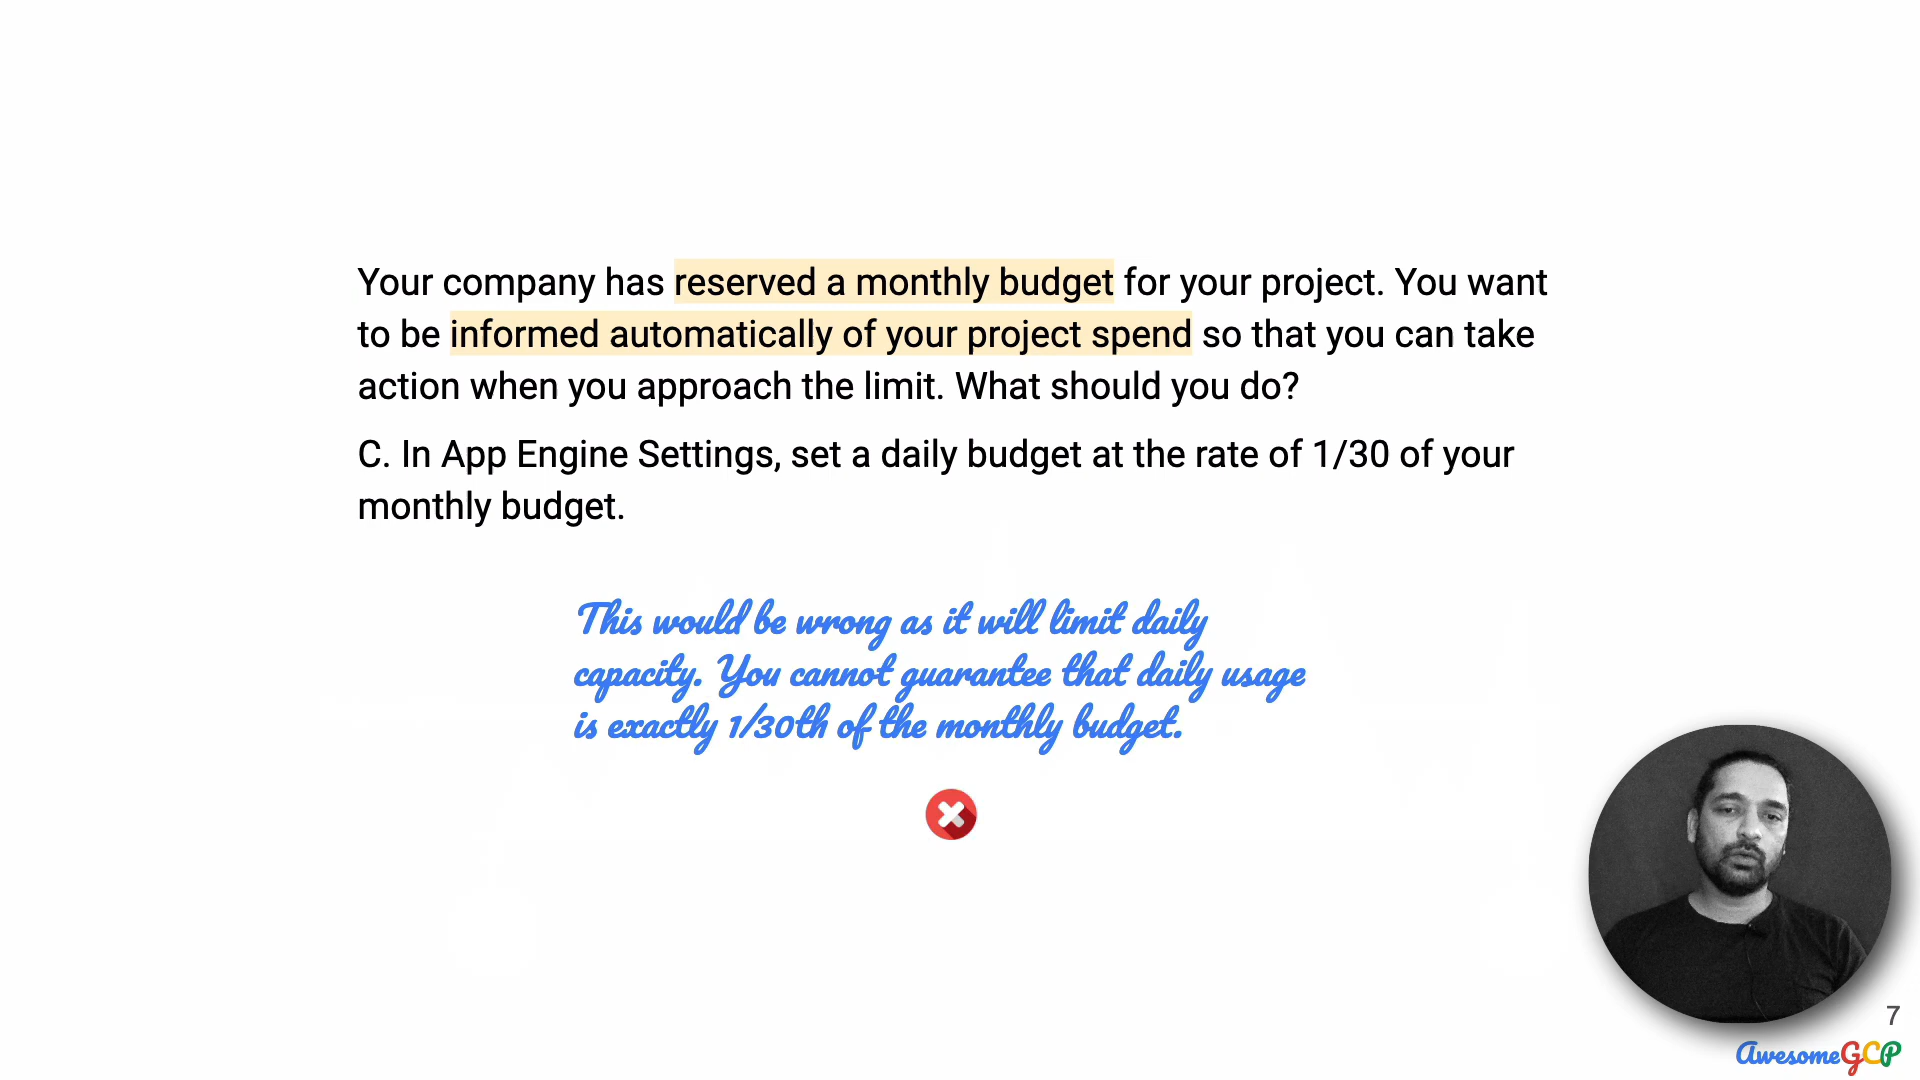 Your company has reserved a monthly budget for your project. You want
to be informed automatically of your project spend so that you can take
action when you approach the limit. What should you do?
C. In App Engine Settings, set a daily budget at the rate of 1/30 of your
monthly budget.
This would be wrong as it will limit daily
capacity. You cannot guarantee that daily usage
is exactly 1/30th of the monthly budget.
7
AwesomeGCP